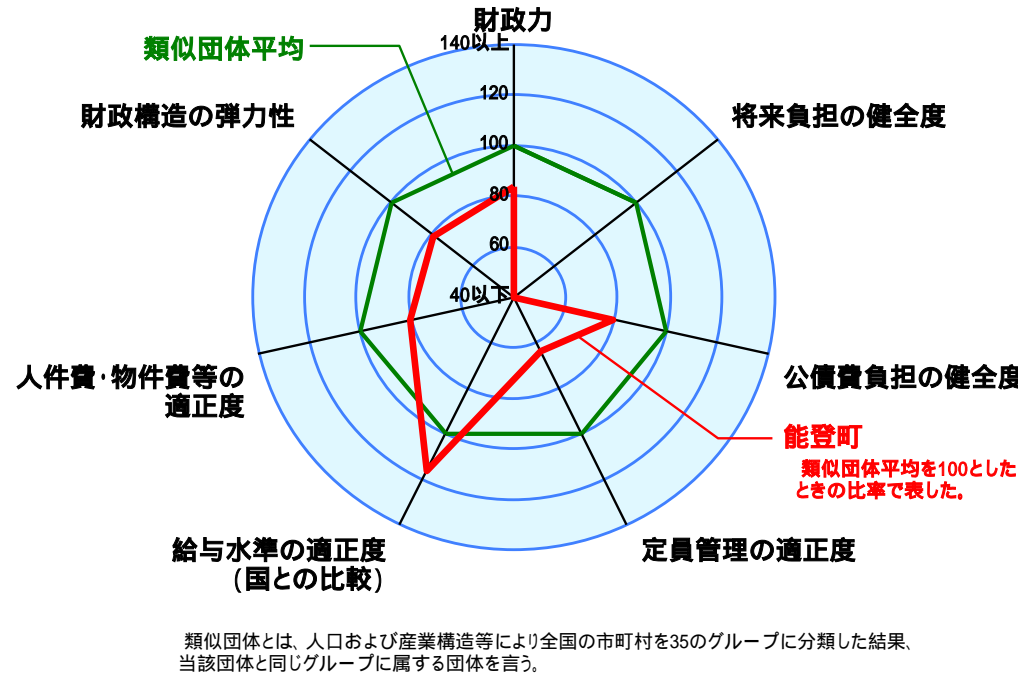 財政力
140以上
類似団体平均
120
財政構造の弾力性
将来負担の健全度
100
80
60
40以下
人件費・物件費等の
適正度
公債費負担の健全度
能登町
類似団体平均を100とした
ときの比率で表した。
給与水準の適正度
(国との比較)
定員管理の適正度
類似団体とは、人口および産業構造等により全国の市町村を35のグループに分類した結果、
当該団体と同じグループに属する団体を言う。